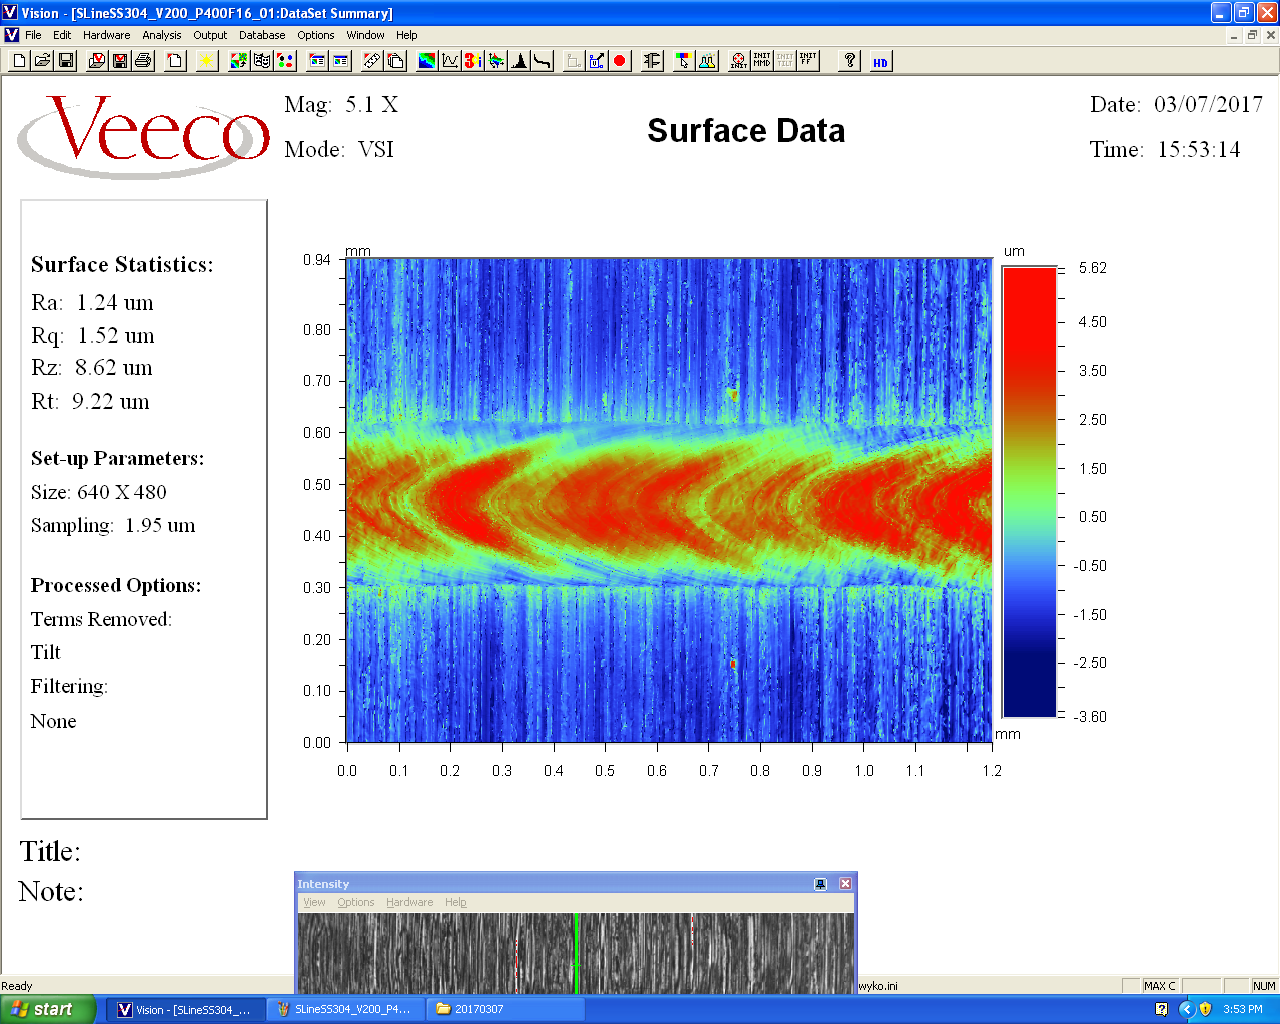 Vision - [SLineSS304_V200_P400F16_01:DataSet Summary]
File Edit Hardware Analysis Output Database Options Window Help
INIT INIT MMD INIT TILT INIT FF ? HD
Veeco
Mag: 5.1 X
Mode: VSI
Surface Data
Date: 03/07/2017
Time: 15:53:14
Surface Statistics:
Ra: 1.24 um
Rq: 1.52 um
Rz: 8.62 um
Rt: 9.22 um
Set-up Parameters:
Size: 640 X 480
Sampling: 1.95 um
Processed Options:
Terms Removed:
Tilt
Filtering:
None
mm
0.94
0.80
0.70
0.60
0.50
0.40
0.30
0.20
0.10
0.00
0.0 0.1 0.2 0.3 0.4 0.5 0.6 0.7 0.8 0.9 1.0 1.1 1.2
mm
um
5.62
4.50
3.50
2.50
1.50
0.50
-0.50
-1.50
-2.50
-3.60
Title:
Note:
Intensity
View Options Hardware Help
Ready
wyko.ini
MAX C
NUM
start
Vision - [SLineSS304_...
SLineSS304_V200_P4...
20170307
3:53 PM